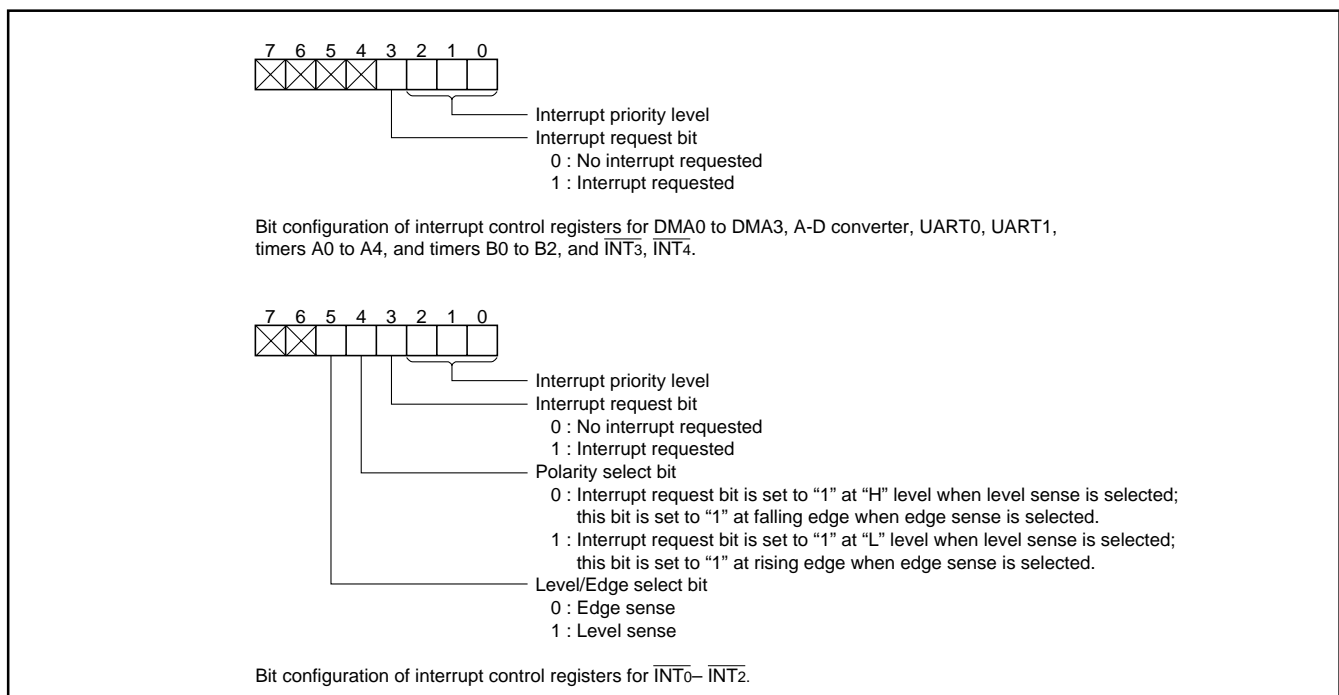 7 6 5 4 3 2 1 0
Interrupt priority level
Interrupt request bit
0 : No interrupt requested
1 : Interrupt requested
Bit configuration of interrupt control registers for DMA0 to DMA3, A-D converter, UART0, UART1,
timers A0 to A4, and timers B0 to B2, and INT3, INT4.
7 6 5 4 3 2 1 0
Interrupt priority level
Interrupt request bit
0 : No interrupt requested
1 : Interrupt requested
Polarity select bit
0 : Interrupt request bit is set to “1” at “H” level when level sense is selected;
this bit is set to “1” at falling edge when edge sense is selected.
1 : Interrupt request bit is set to “1” at “L” level when level sense is selected;
this bit is set to “1” at rising edge when edge sense is selected.
Level/Edge select bit
0 : Edge sense
1 : Level sense
Bit configuration of interrupt control registers for INT0– INT2.